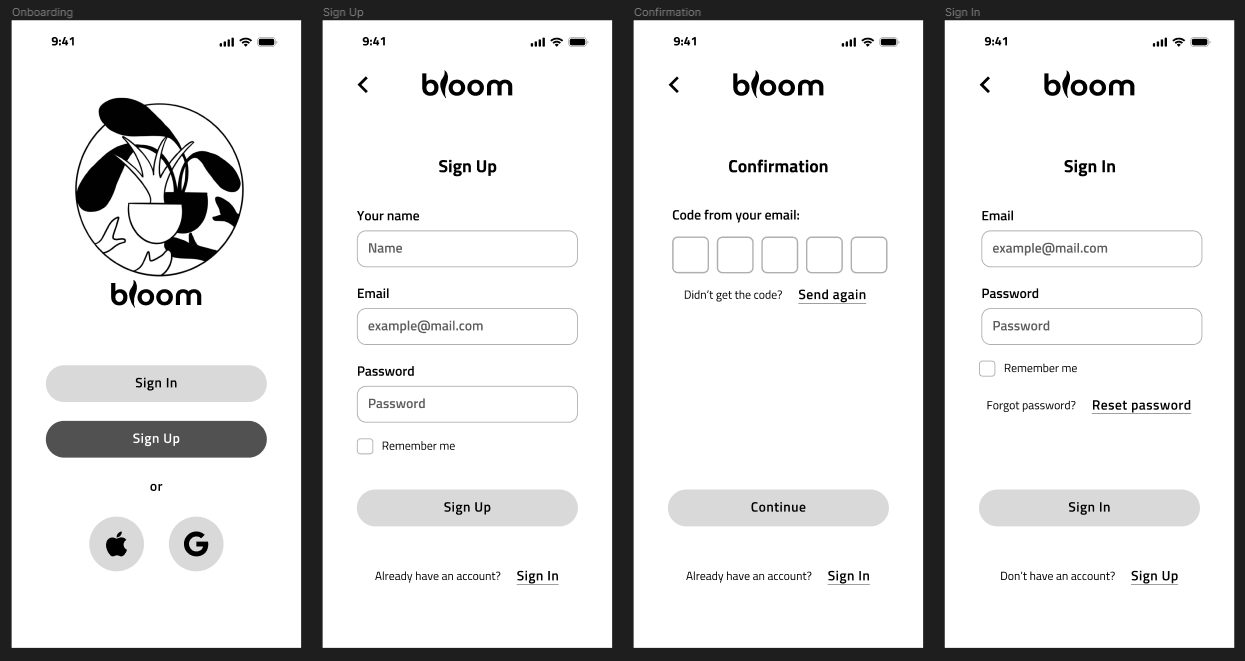 Onboarding
9:41
bloom
Sign In
Sign Up
or
G
Sign Up
9:41
bloom
Sign Up
Your name
Name
Email
example@mail.com
Password
Password
Remember me
Sign Up
Already have an account? Sign In
Confirmation
9:41
bloom
Confirmation
Code from your email:
Didn't get the code? Send again
Continue
Already have an account? Sign In
Sign In
9:41
bloom
Sign In
Email
example@mail.com
Password
Password
Remember me
Forgot password? Reset password
Sign In
Don't have an account? Sign Up